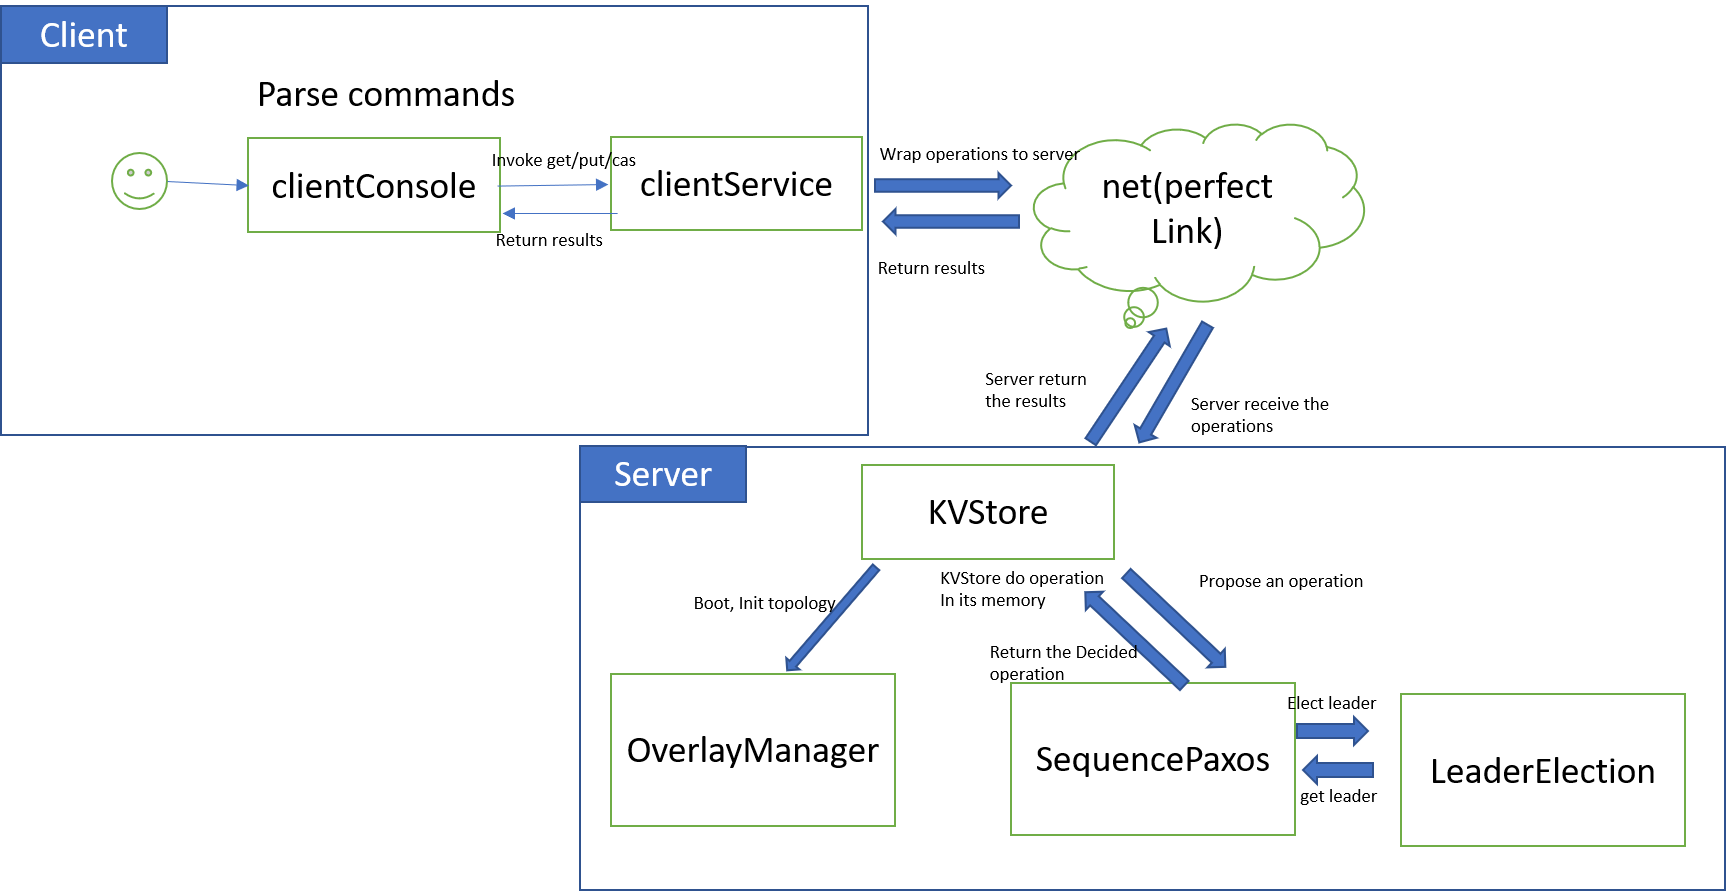 Client
Parse commands
clientConsole
Invoke get/put/cas
Return results
clientService
Wrap operations to server
Return results
net(perfect
Link)
Server return
the results
Server receive the
operations
Server
KVStore
Boot, Init topology
KVStore do operation
In its memory
Propose an operation
Return the Decided
operation
OverlayManager
SequencePaxos
Elect leader
get leader
LeaderElection